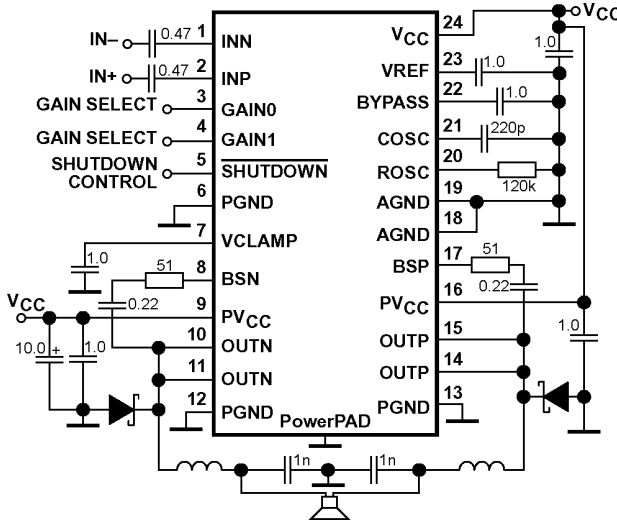 IN– 0.47 1 INN
IN+ 0.47 2 INP
GAIN SELECT 3 GAIN0
GAIN SELECT 4 GAIN1
SHUTDOWN CONTROL 5 SHUTDOWN
6 PGND
7 VCLAMP
1.0
51 8 BSN
0.22
VCC 9 PVCC
10 OUTN
10.0 + 1.0
11 OUTN
12 PGND
PowerPAD
24 VCC VCC
1.0
23 VREF 1.0
22 BYPASS 1.0
21 COSC 220p
20 ROSC 120k
19 AGND
18 AGND
17 BSP 51
0.22
16 PVCC
1.0
15 OUTP
14 OUTP
13 PGND
1n 1n